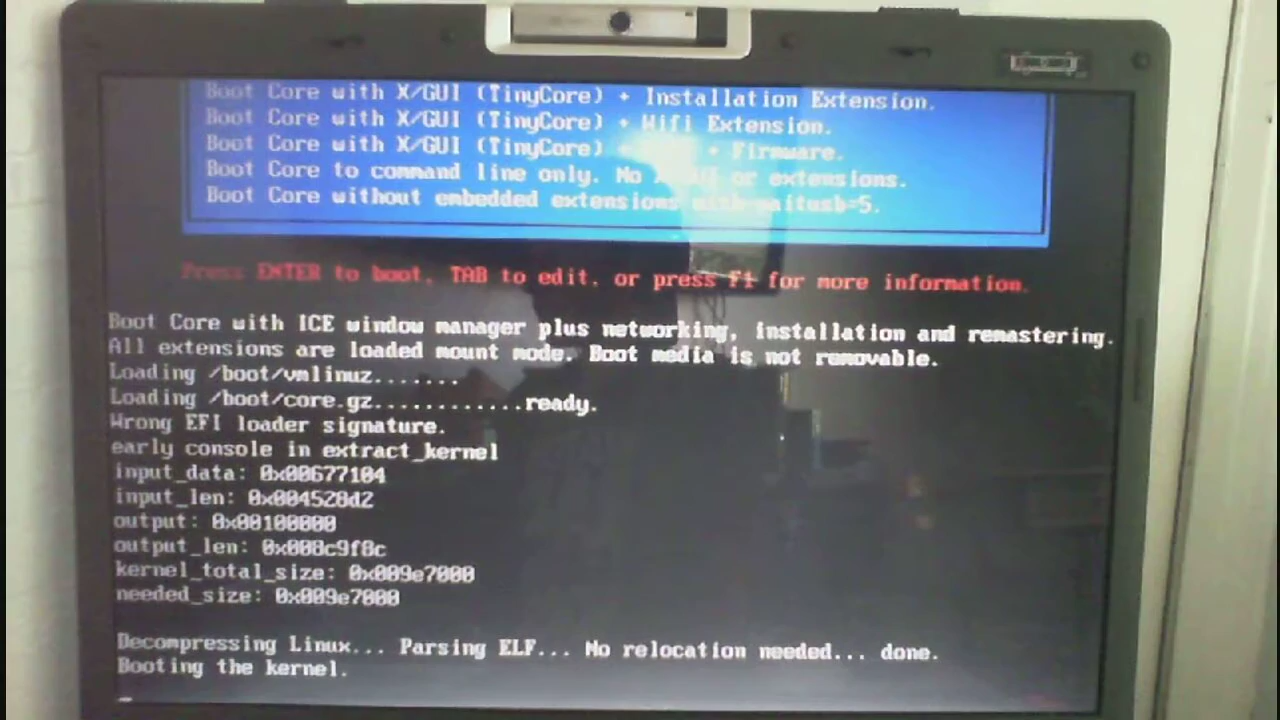 Boot Core with X/GUI (TinyCore) + Installation Extension.
Boot Core with X/GUI (TinyCore) + Wifi Extension.
Boot Core with X/GUI (TinyCore) + Firmware.
Boot Core to command line only. No or extensions.
Boot Core without embedded extensions with waitusb=5.
Press ENTER to boot, TAB to edit, or press F1 for more information.
Boot Core with ICE window manager plus networking, installation and remastering.
All extensions are loaded mount mode. Boot media is not removable.
Loading /boot/vmlinuz.......
Loading /boot/core.gz............ready.
Wrong EFI loader signature.
early console in extract_kernel
input_data: 0x00677104
input_len: 0x004528d2
output: 0x00100000
output_len: 0x008c9f8c
kernel_total_size: 0x009e7000
needed_size: 0x009e7000
Decompressing Linux... Parsing ELF... No relocation needed... done.
Booting the kernel.